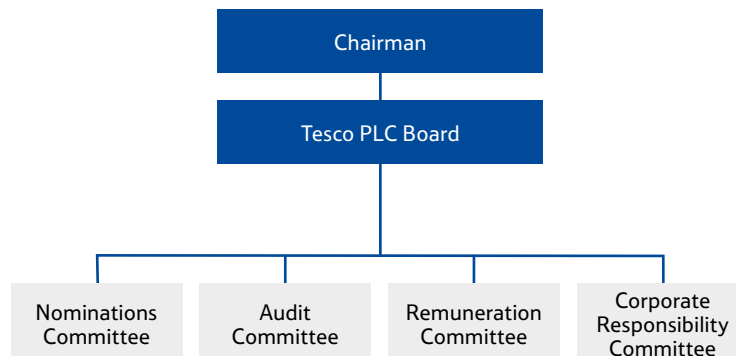 Chairman
Tesco PLC Board
Nominations
Committee
Audit
Committee
Remuneration
Committee
Corporate
Responsibility
Committee